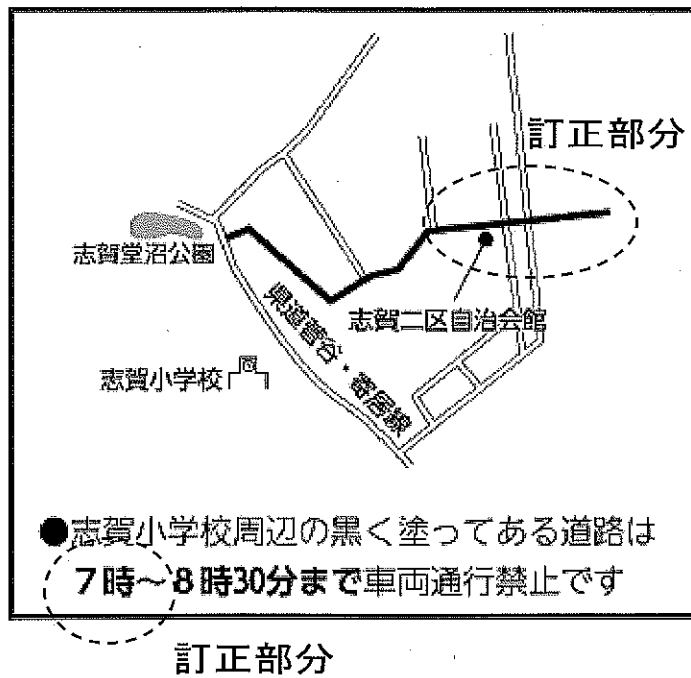 訂正部分
志賀堂沼公園
志賀二区自治会館
県道菅谷・寄居線
志賀小学校
●志賀小学校周辺の黒く塗ってある道路は
7時~8時30分まで車両通行禁止です
訂正部分